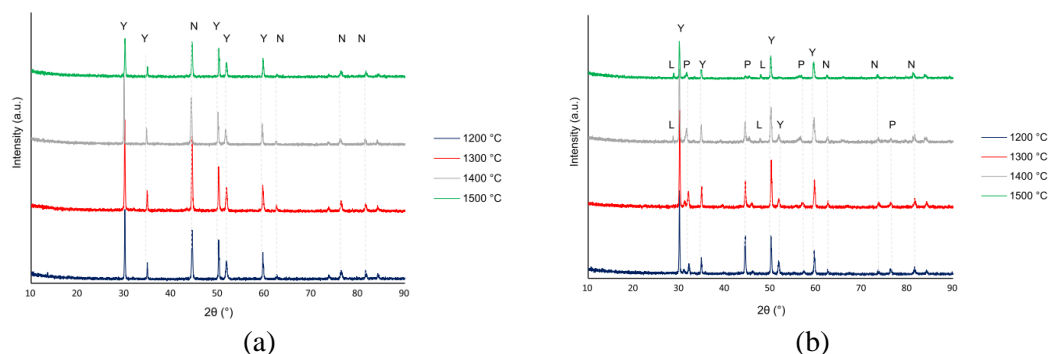 Y Y N Y Y Y N N N
Intensity (a.u.)
1200 °C
1300 °C
1400 °C
1500 °C
10 20 30 40 50 60 70 80 90
2θ (°)
(a)
Y
Y Y
L P Y P L P N N N
L L Y P
Intensity (a.u.)
1200 °C
1300 °C
1400 °C
1500 °C
10 20 30 40 50 60 70 80 90
2θ (°)
(b)